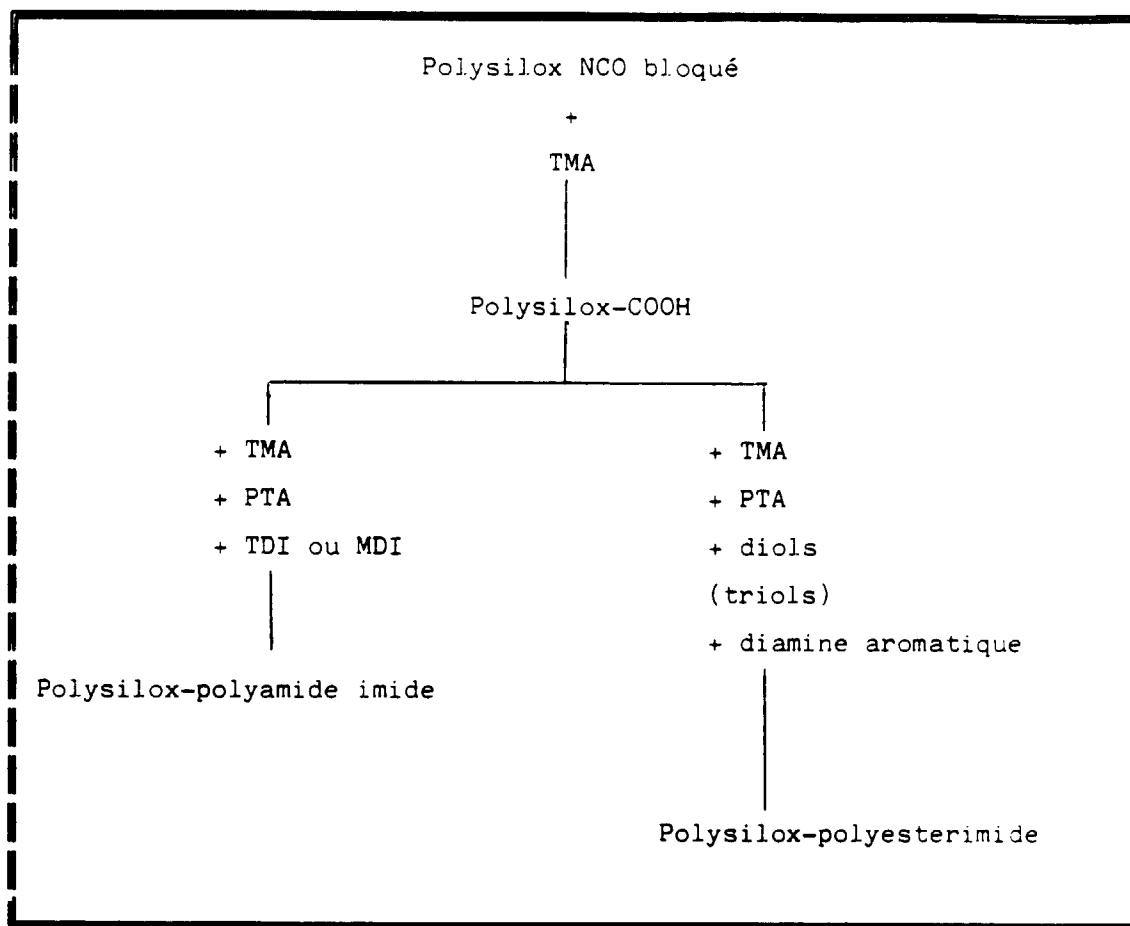 Polysilox NCO bloqué
+
TMA
Polysilox-COOH
+ TMA
+ PTA
+ TDI ou MDI
Polysilox-polyamide imide
+ TMA
+ PTA
+ diols
(triols)
+ diamine aromatique
Polysilox-polyesterimide